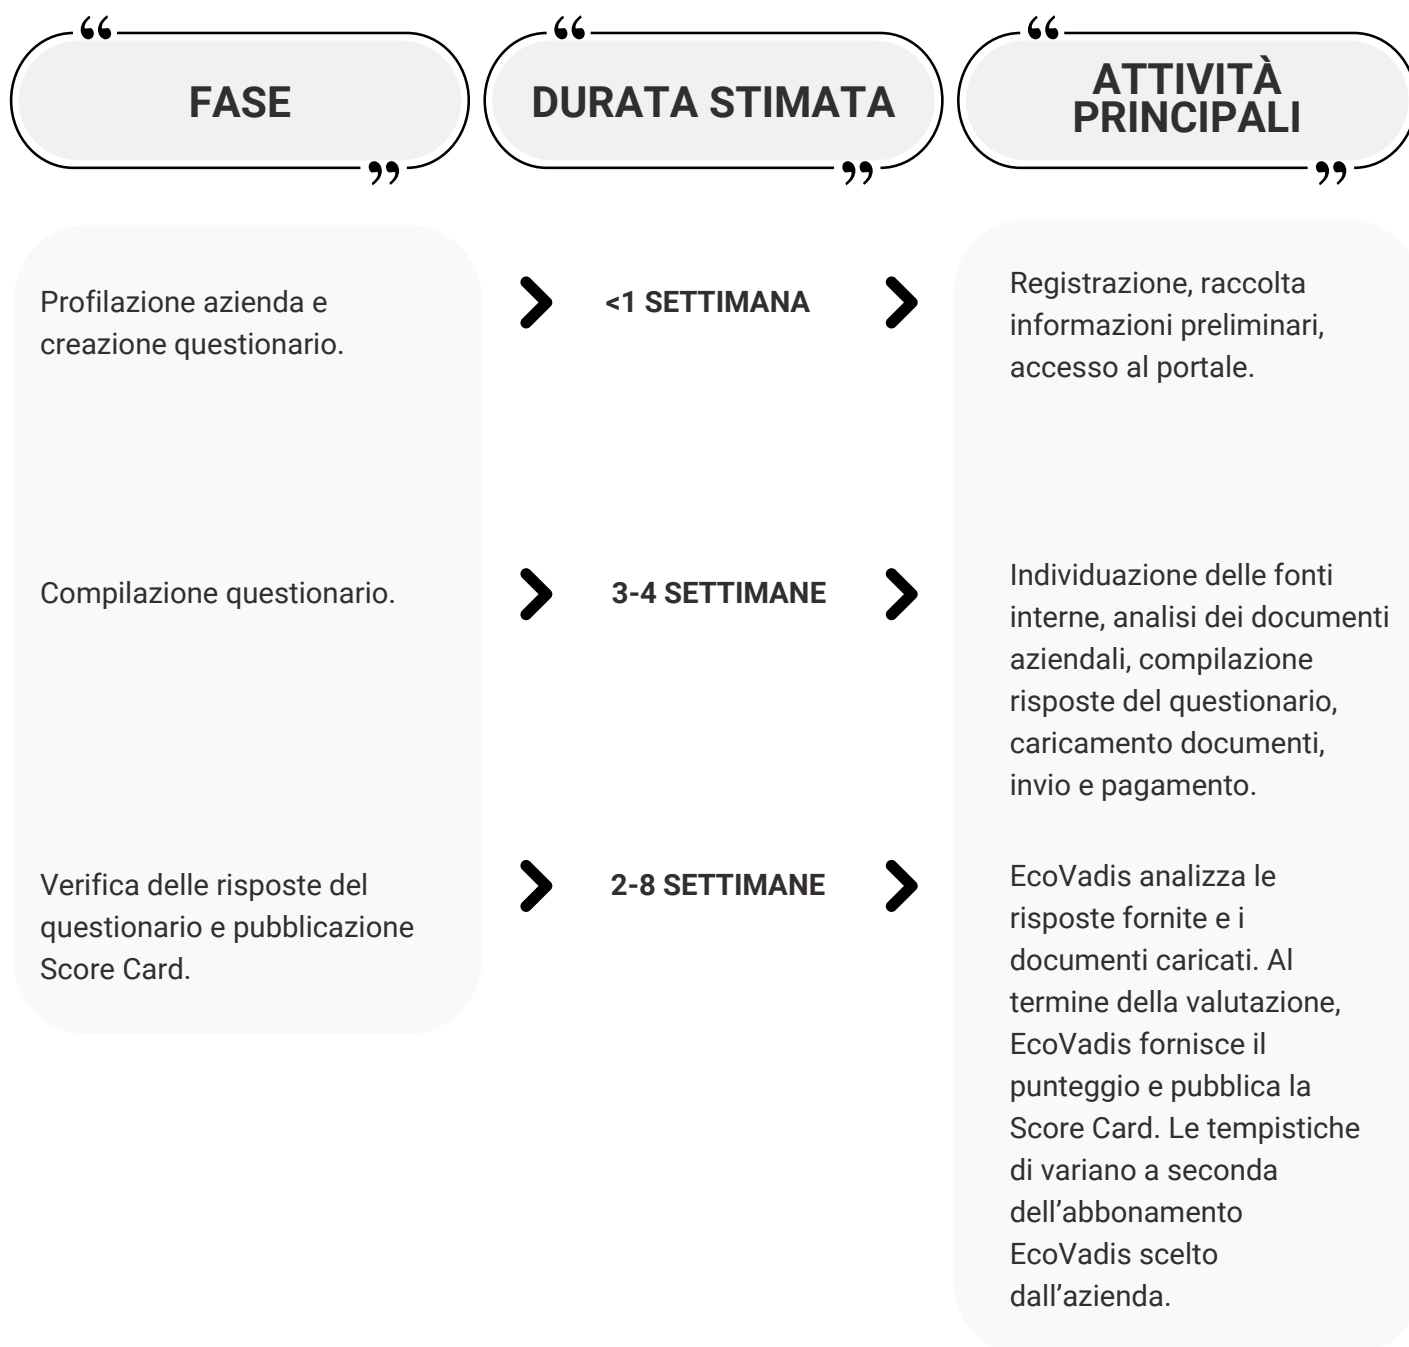 FASE
DURATA STIMATA
ATTIVITÀ
PRINCIPALI
Profilazione azienda e
creazione questionario.
<1 SETTIMANA
Registrazione, raccolta
informazioni preliminari,
accesso al portale.
Compilazione questionario.
3-4 SETTIMANE
Individuazione delle fonti
interne, analisi dei documenti
aziendali, compilazione
risposte del questionario,
caricamento documenti,
invio e pagamento.
Verifica delle risposte del
questionario e pubblicazione
Score Card.
2-8 SETTIMANE
EcoVadis analizza le
risposte fornite e i
documenti caricati. Al
termine della valutazione,
EcoVadis fornisce il
punteggio e pubblica la
Score Card. Le tempistiche
di variano a seconda
dell’abbonamento
EcoVadis scelto
dall’azienda.